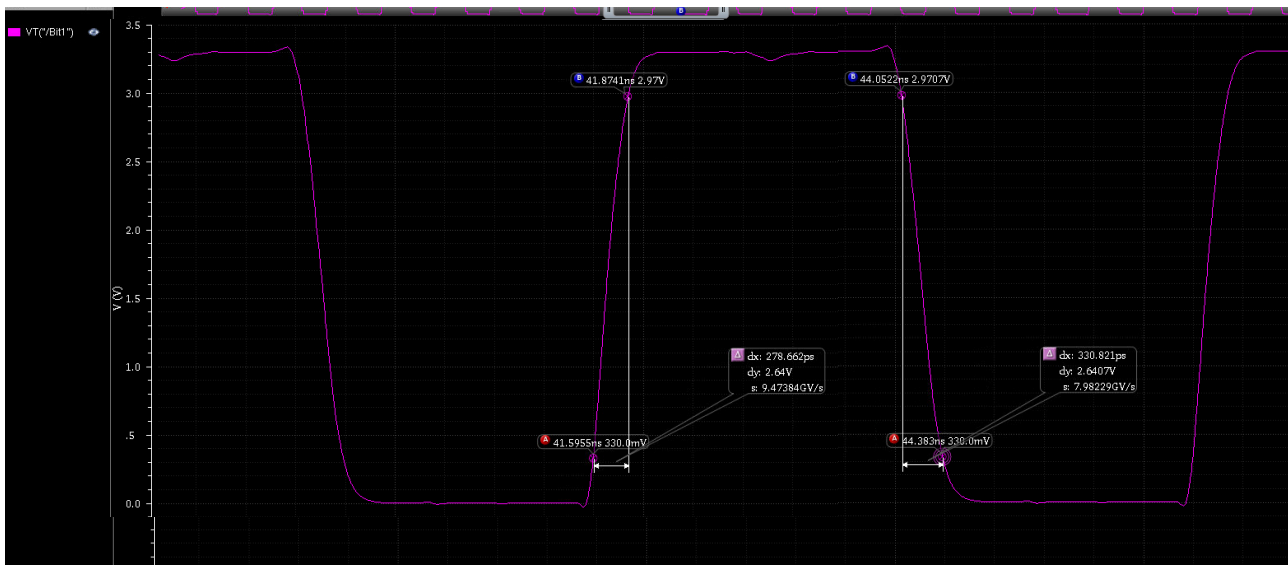 VT("/Bit1")
B
3.5
3.0
2.5
2.0
1.5
1.0
.5
0.0
V (V)
B 41.8741ns 2.97V
B 44.0522ns 2.9707V
Δ dx: 278.662ps
dy: 2.64V
s: 9.47384GV/s
Δ dx: 330.821ps
dy: 2.6407V
s: 7.98229GV/s
A 41.5955ns 330.0mV
A 44.383ns 330.0mV